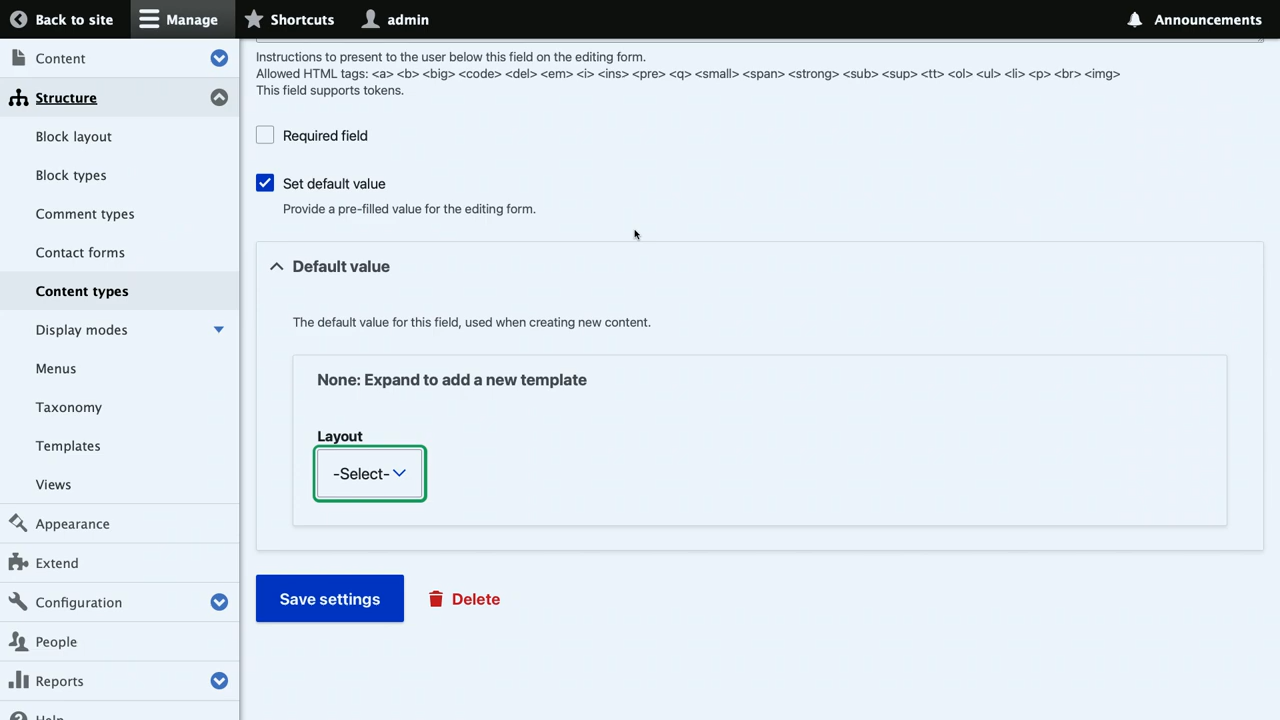 Back to site
Manage
Shortcuts
admin
Announcements
Content
Structure
Block layout
Block types
Comment types
Contact forms
Content types
Display modes
Menus
Taxonomy
Templates
Views
Appearance
Extend
Configuration
People
Reports
Help
Instructions to present to the user below this field on the editing form.
Allowed HTML tags: <a> <b> <big> <code> <del> <em> <i> <ins> <pre> <q> <small> <span> <strong> <sub> <sup> <tt> <ol> <ul> <li> <p> <br> <img>
This field supports tokens.
Required field
Set default value
Provide a pre-filled value for the editing form.
Default value
The default value for this field, used when creating new content.
None: Expand to add a new template
Layout
-Select-
Save settings
Delete